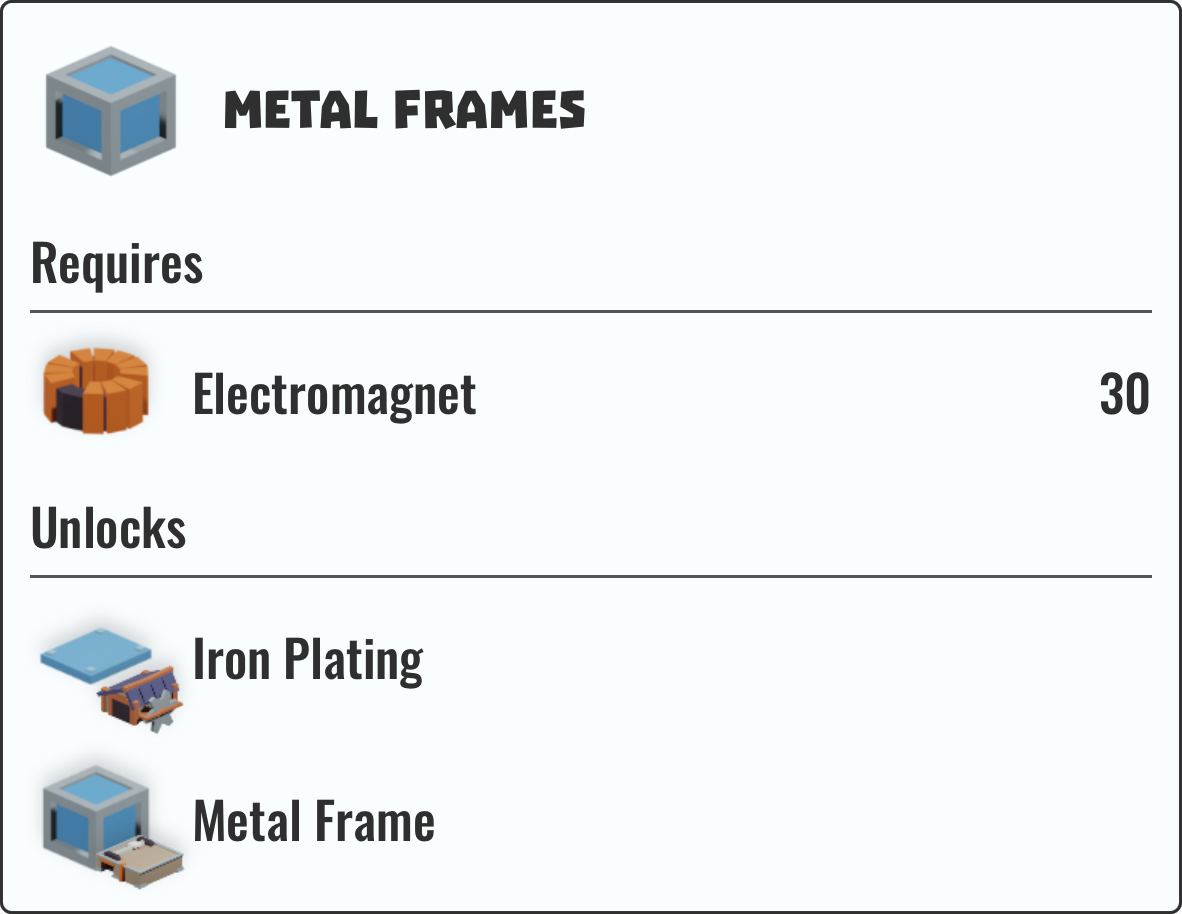 METAL FRAMES
Requires
Electromagnet 30
Unlocks
Iron Plating
Metal Frame